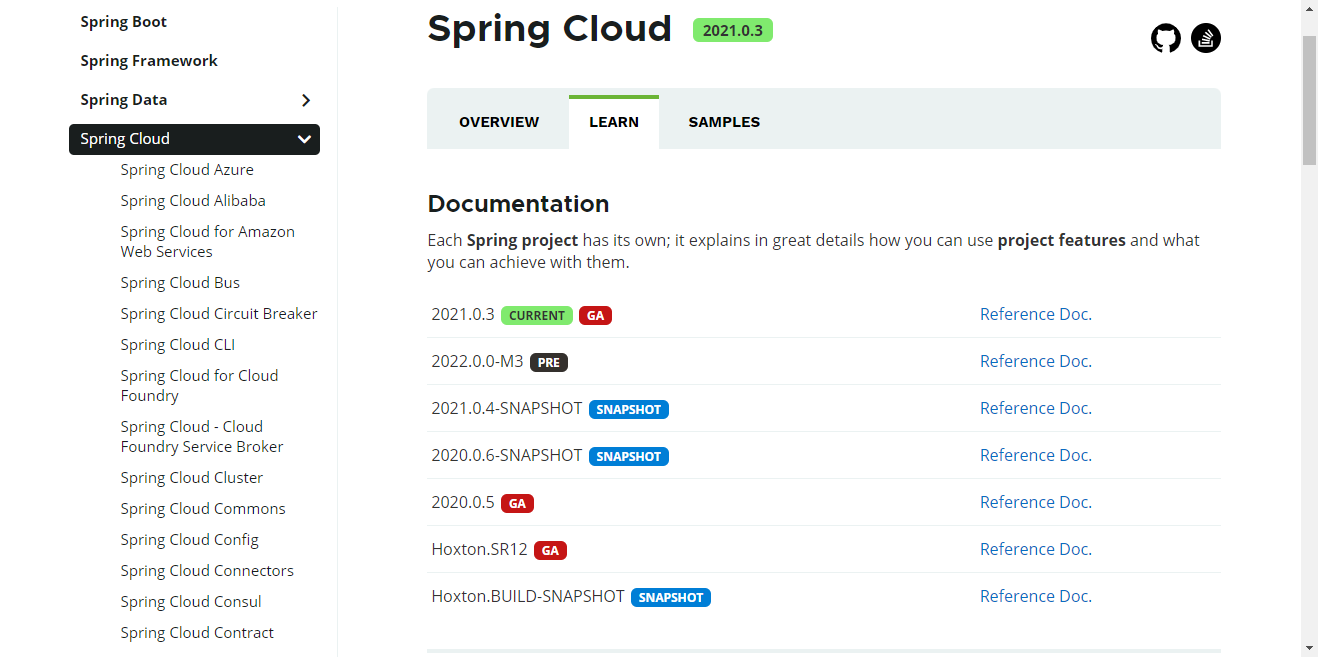 Spring Boot
Spring Framework
Spring Data
Spring Cloud
Spring Cloud Azure
Spring Cloud Alibaba
Spring Cloud for Amazon
Web Services
Spring Cloud Bus
Spring Cloud Circuit Breaker
Spring Cloud CLI
Spring Cloud for Cloud
Foundry
Spring Cloud - Cloud
Foundry Service Broker
Spring Cloud Cluster
Spring Cloud Commons
Spring Cloud Config
Spring Cloud Connectors
Spring Cloud Consul
Spring Cloud Contract
Spring Cloud 2021.0.3
OVERVIEW LEARN SAMPLES
Documentation
Each Spring project has its own; it explains in great details how you can use project features and what
you can achieve with them.
2021.0.3 CURRENT GA Reference Doc.
2022.0.0-M3 PRE Reference Doc.
2021.0.4-SNAPSHOT SNAPSHOT Reference Doc.
2020.0.6-SNAPSHOT SNAPSHOT Reference Doc.
2020.0.5 GA Reference Doc.
Hoxton.SR12 GA Reference Doc.
Hoxton.BUILD-SNAPSHOT SNAPSHOT Reference Doc.